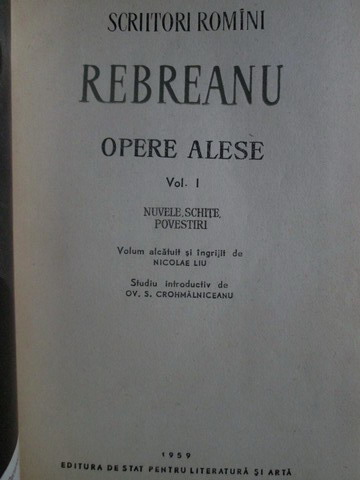 SCRIITORI ROMÎNI
REBREANU
OPERE ALESE
Vol. I
NUVELE, SCHIȚE,
POVESTIRI
Volum alcătuit și îngrijit de
NICOLAE LIU
Studiu introductiv de
OV. S. CROHMĂLNICEANU
1959
EDITURA DE STAT PENTRU LITERATURĂ ȘI ARTĂ